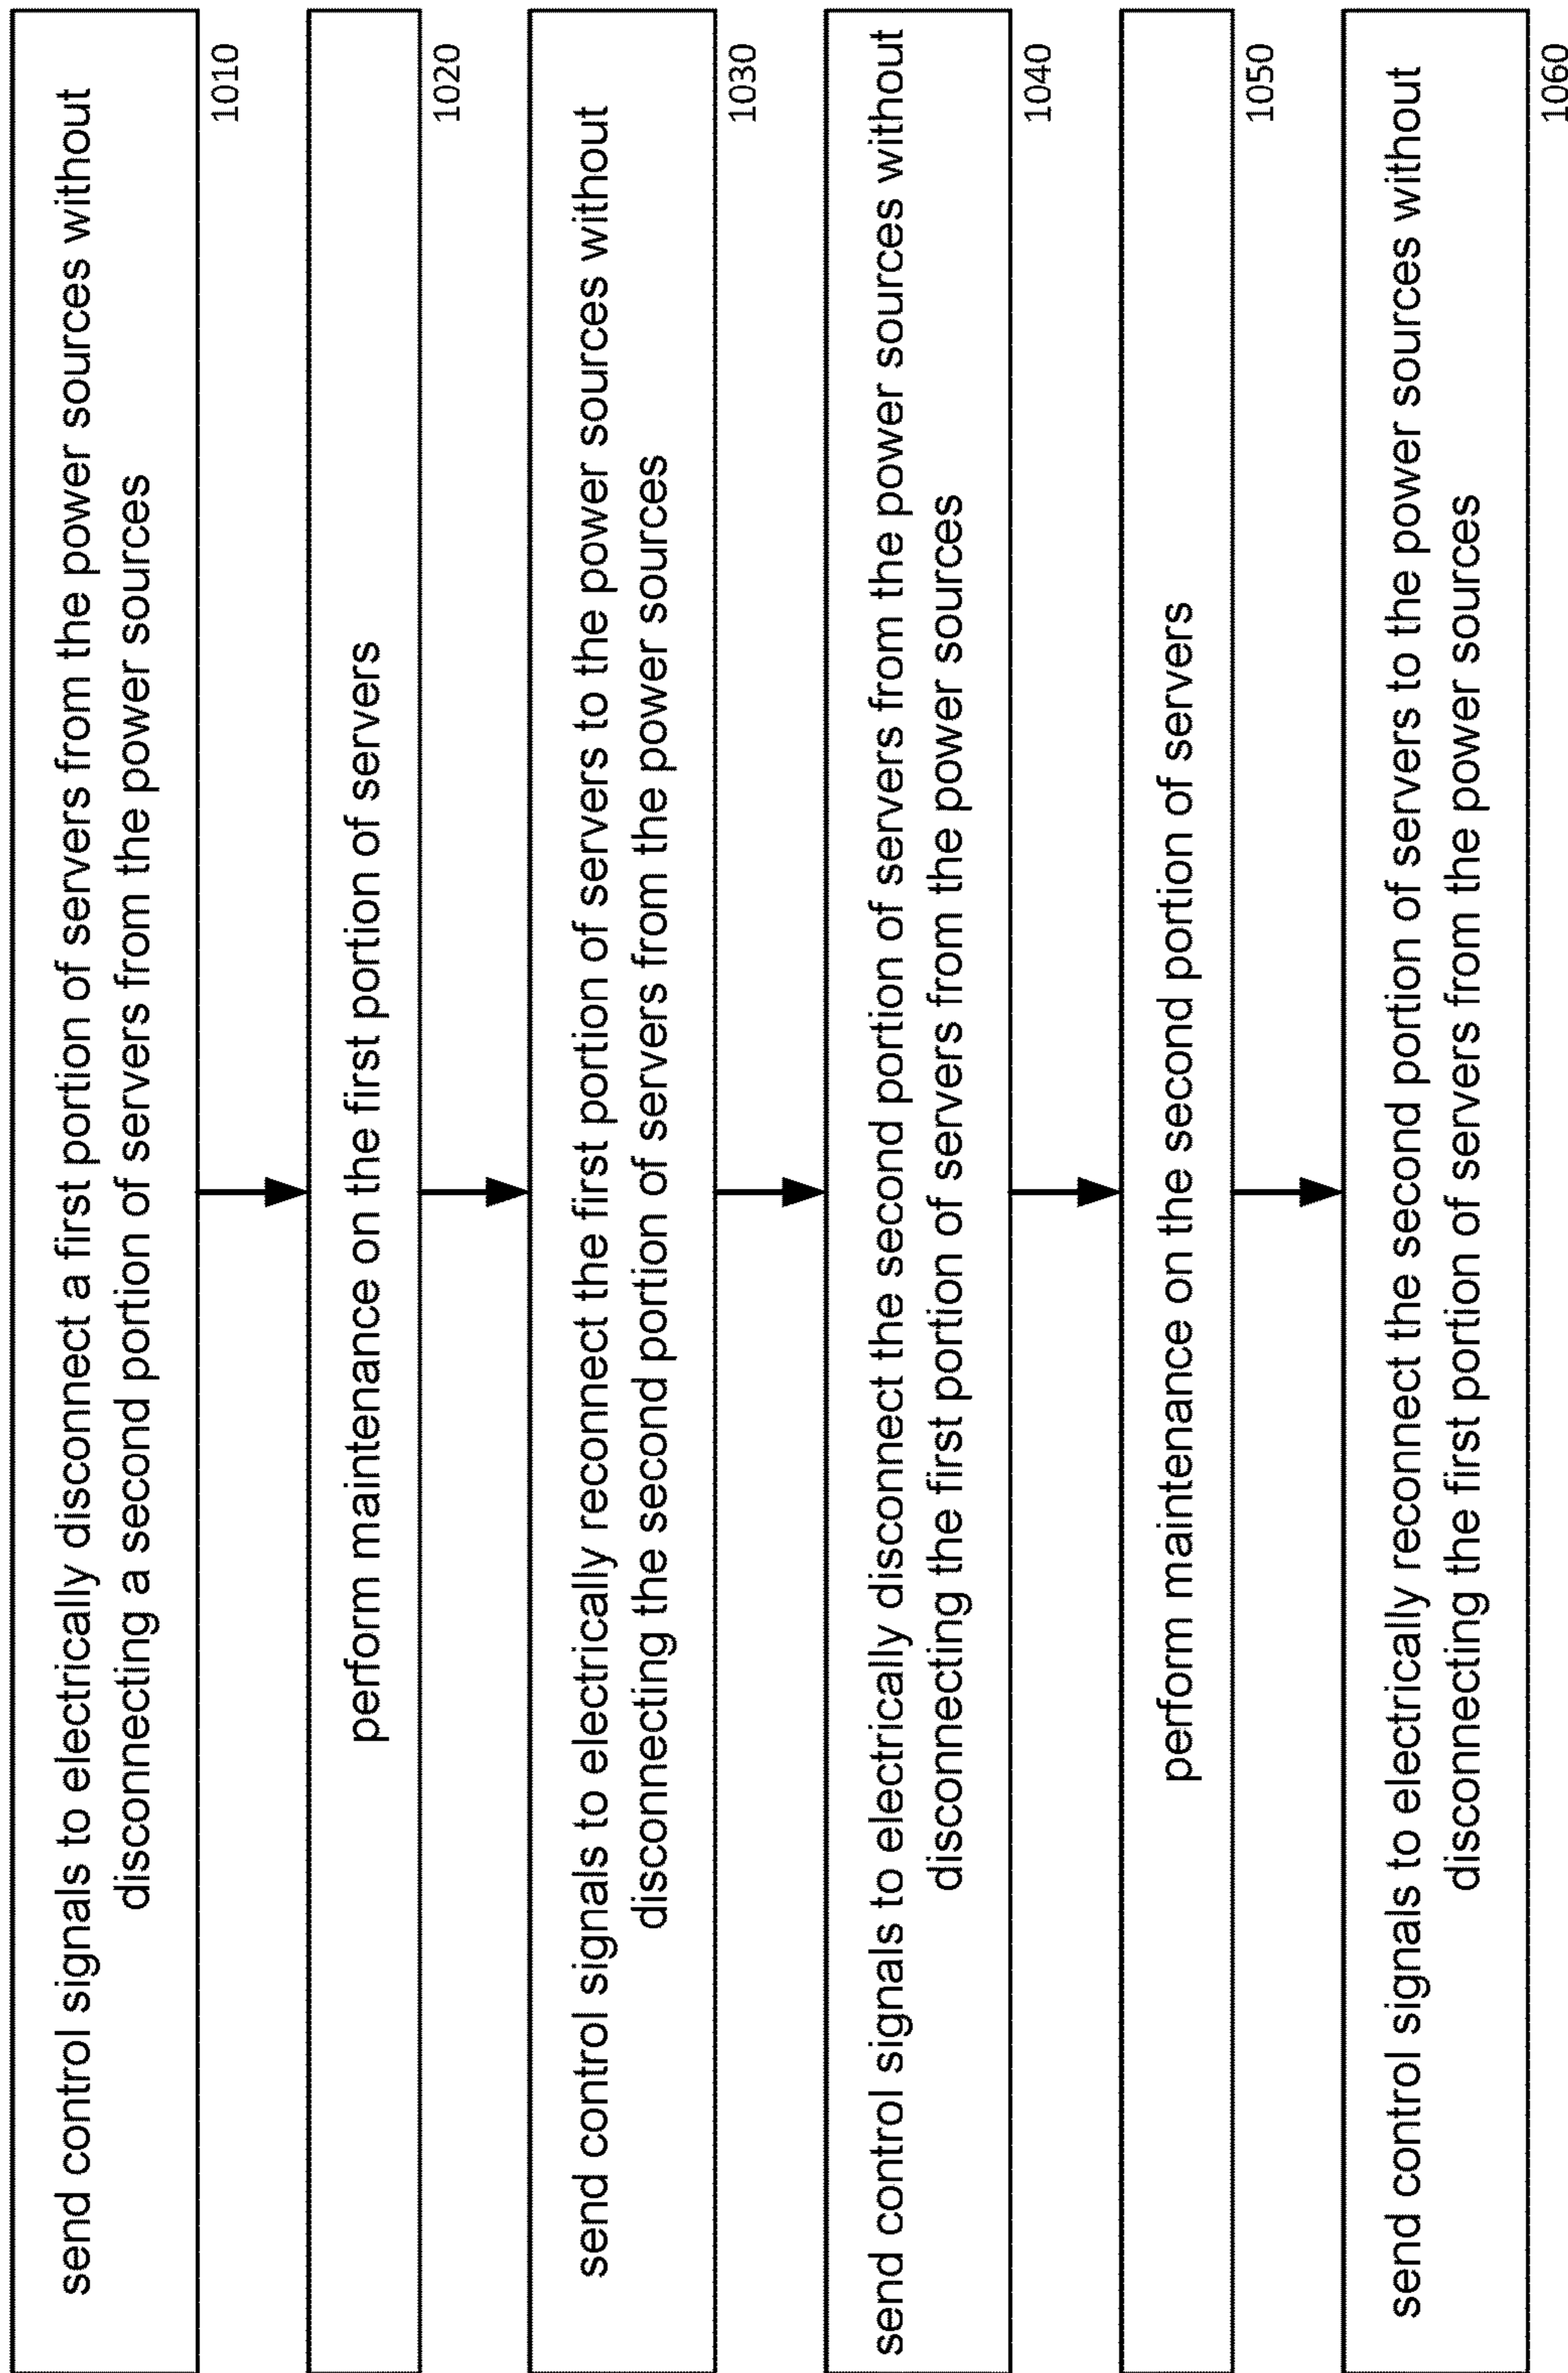 send control signals to electrically disconnect a first portion of servers from the power sources without
disconnecting a second portion of servers from the power sources
1010
perform maintenance on the first portion of servers
1020
send control signals to electrically reconnect the first portion of servers to the power sources without
disconnecting the second portion of servers from the power sources
1030
send control signals to electrically disconnect the second portion of servers from the power sources without
disconnecting the first portion of servers from the power sources
1040
perform maintenance on the second portion of servers
1050
send control signals to electrically reconnect the second portion of servers to the power sources without
disconnecting the first portion of servers from the power sources
1060